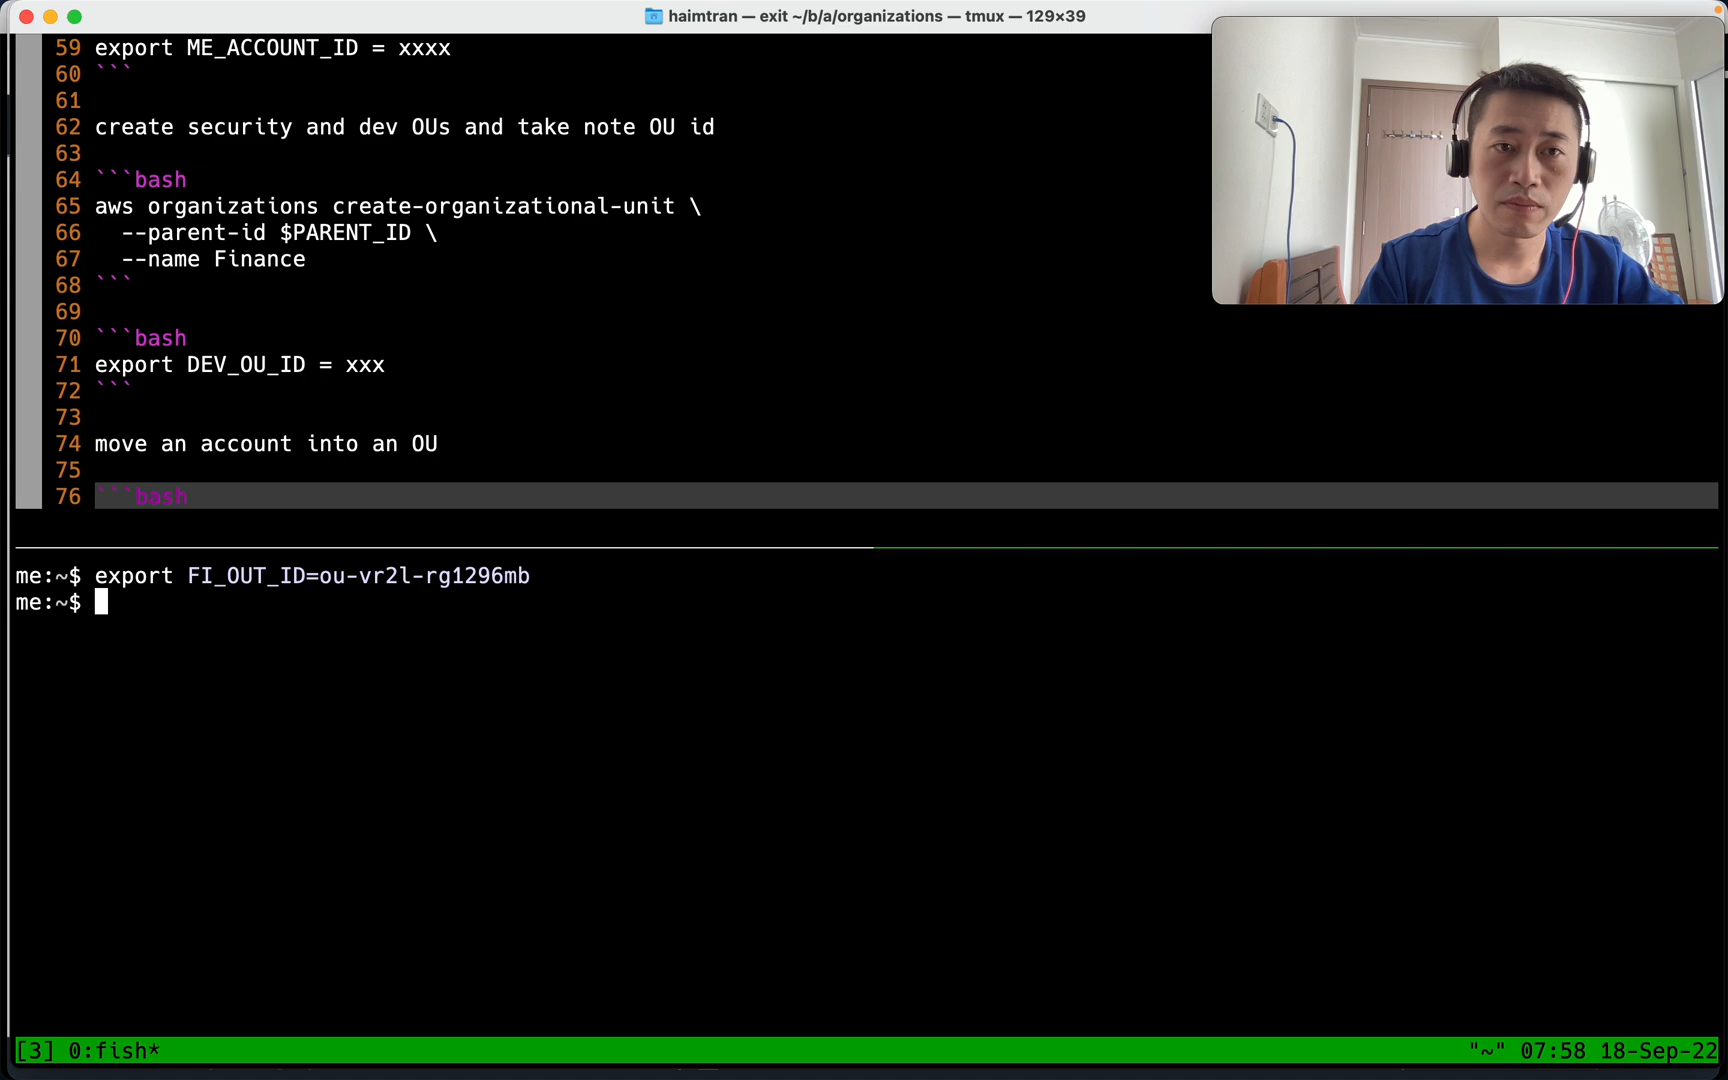 haimtran — exit ~/b/a/organizations — tmux — 129×39
59 export ME_ACCOUNT_ID = xxxx
60 ```
61
62 create security and dev OUs and take note OU id
63
64 ```bash
65 aws organizations create-organizational-unit \
66   --parent-id $PARENT_ID \
67   --name Finance
68 ```
69
70 ```bash
71 export DEV_OU_ID = xxx
72 ```
73
74 move an account into an OU
75
76 ```bash
me:~$ export FI_OUT_ID=ou-vr2l-rg1296mb
me:~$
[3] 0:fish* "~" 07:58 18-Sep-22